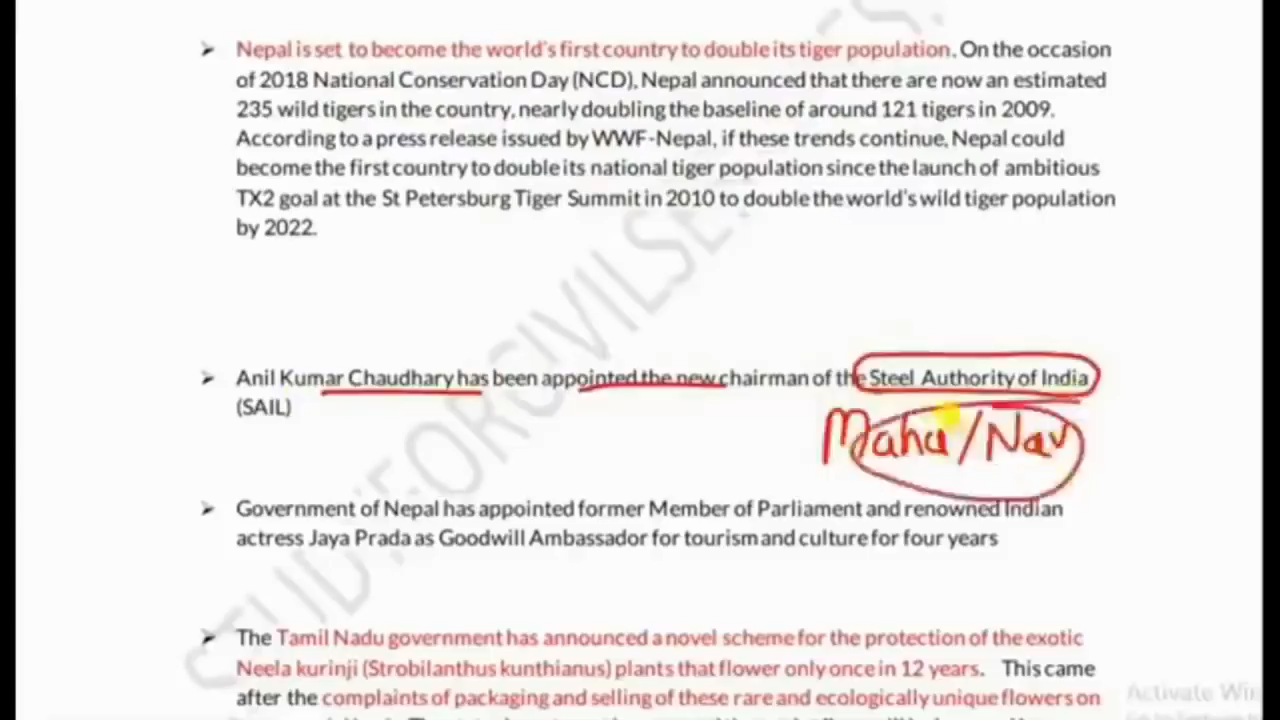 ➤ Nepal is set to become the world's first country to double its tiger population. On the occasion
of 2018 National Conservation Day (NCD), Nepal announced that there are now an estimated
235 wild tigers in the country, nearly doubling the baseline of around 121 tigers in 2009.
According to a press release issued by WWF-Nepal, if these trends continue, Nepal could
become the first country to double its national tiger population since the launch of ambitious
TX2 goal at the St Petersburg Tiger Summit in 2010 to double the world's wild tiger population
by 2022.
➤ Anil Kumar Chaudhary has been appointed the new chairman of the Steel Authority of India
(SAIL)
Maha / Nav
➤ Government of Nepal has appointed former Member of Parliament and renowned Indian
actress Jaya Prada as Goodwill Ambassador for tourism and culture for four years
➤ The Tamil Nadu government has announced a novel scheme for the protection of the exotic
Neela kurinji (Strobilanthus kunthianus) plants that flower only once in 12 years. This came
after the complaints of packaging and selling of these rare and ecologically unique flowers on
Activate Win